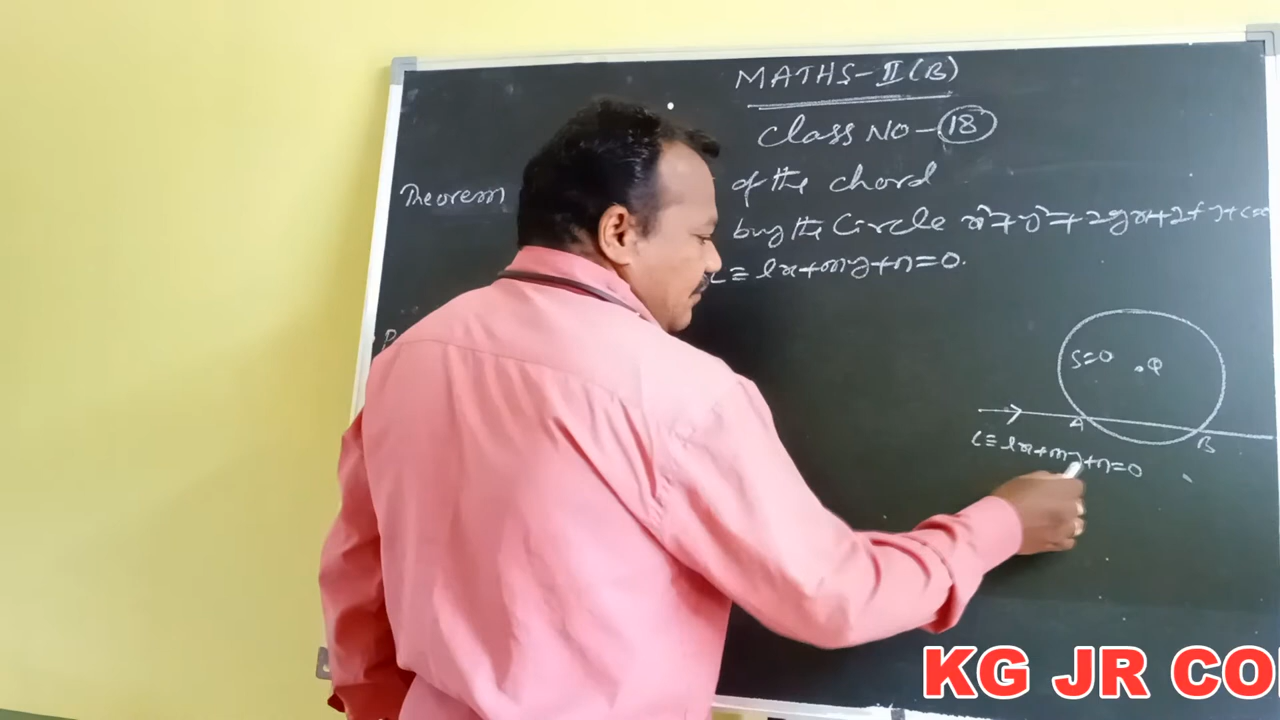 MATHS-II(B)
Class NO-18
Theorem of the chord
by the Circle x²+y²+2gx+2fy+c=0
L≡lx+my+n=0.
S=0
.Q
A
B
L≡lx+my+n=0
KG JR CO